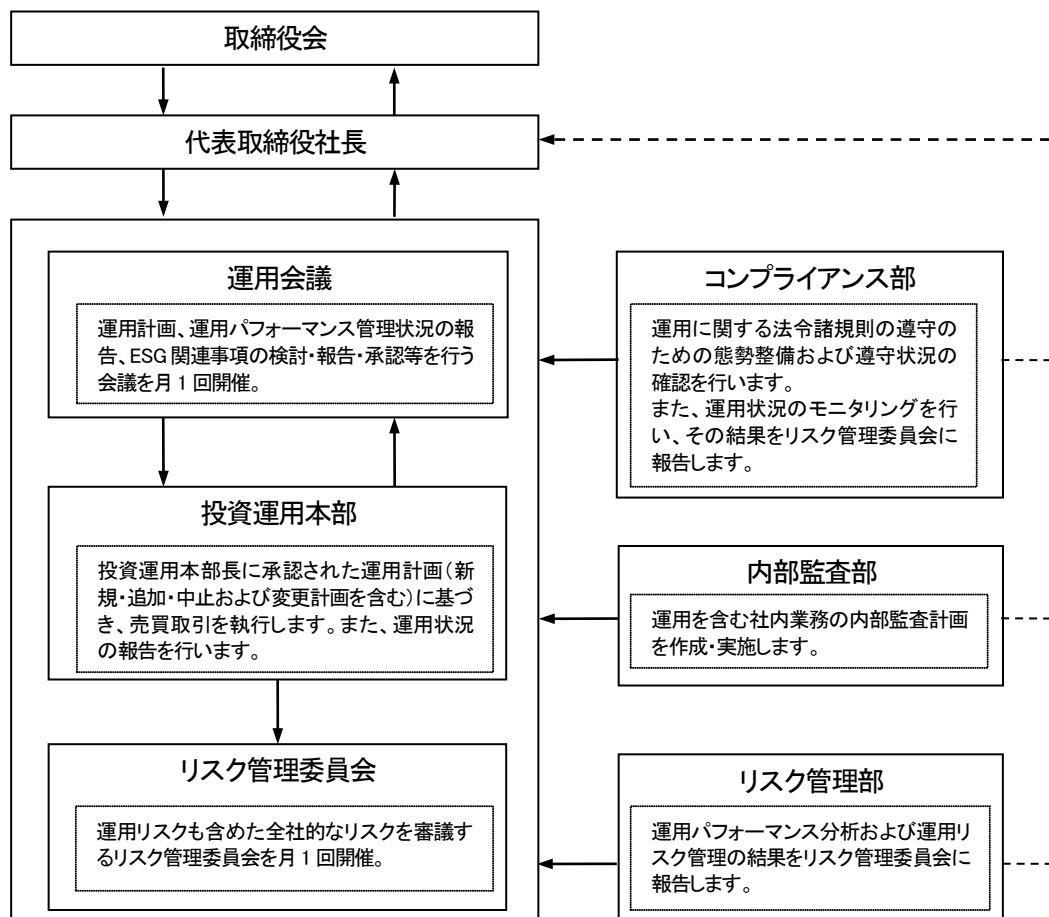 取締役会
代表取締役社長
運用会議
運用計画、運用パフォーマンス管理状況の報
告、ESG 関連事項の検討・報告・承認等を行う
会議を月 1 回開催。
投資運用本部
投資運用本部長に承認された運用計画（新
規・追加・中止および変更計画を含む）に基づ
き、売買取引を執行します。また、運用状況
の報告を行います。
リスク管理委員会
運用リスクも含めた全社的なリスクを審議す
るリスク管理委員会を月 1 回開催。
コンプライアンス部
運用に関する法令諸規則の遵守の
ための態勢整備および遵守状況の
確認を行います。
また、運用状況のモニタリングを行
い、その結果をリスク管理委員会に
報告します。
内部監査部
運用を含む社内業務の内部監査計画
を作成・実施します。
リスク管理部
運用パフォーマンス分析および運用リ
スク管理の結果をリスク管理委員会に
報告します。